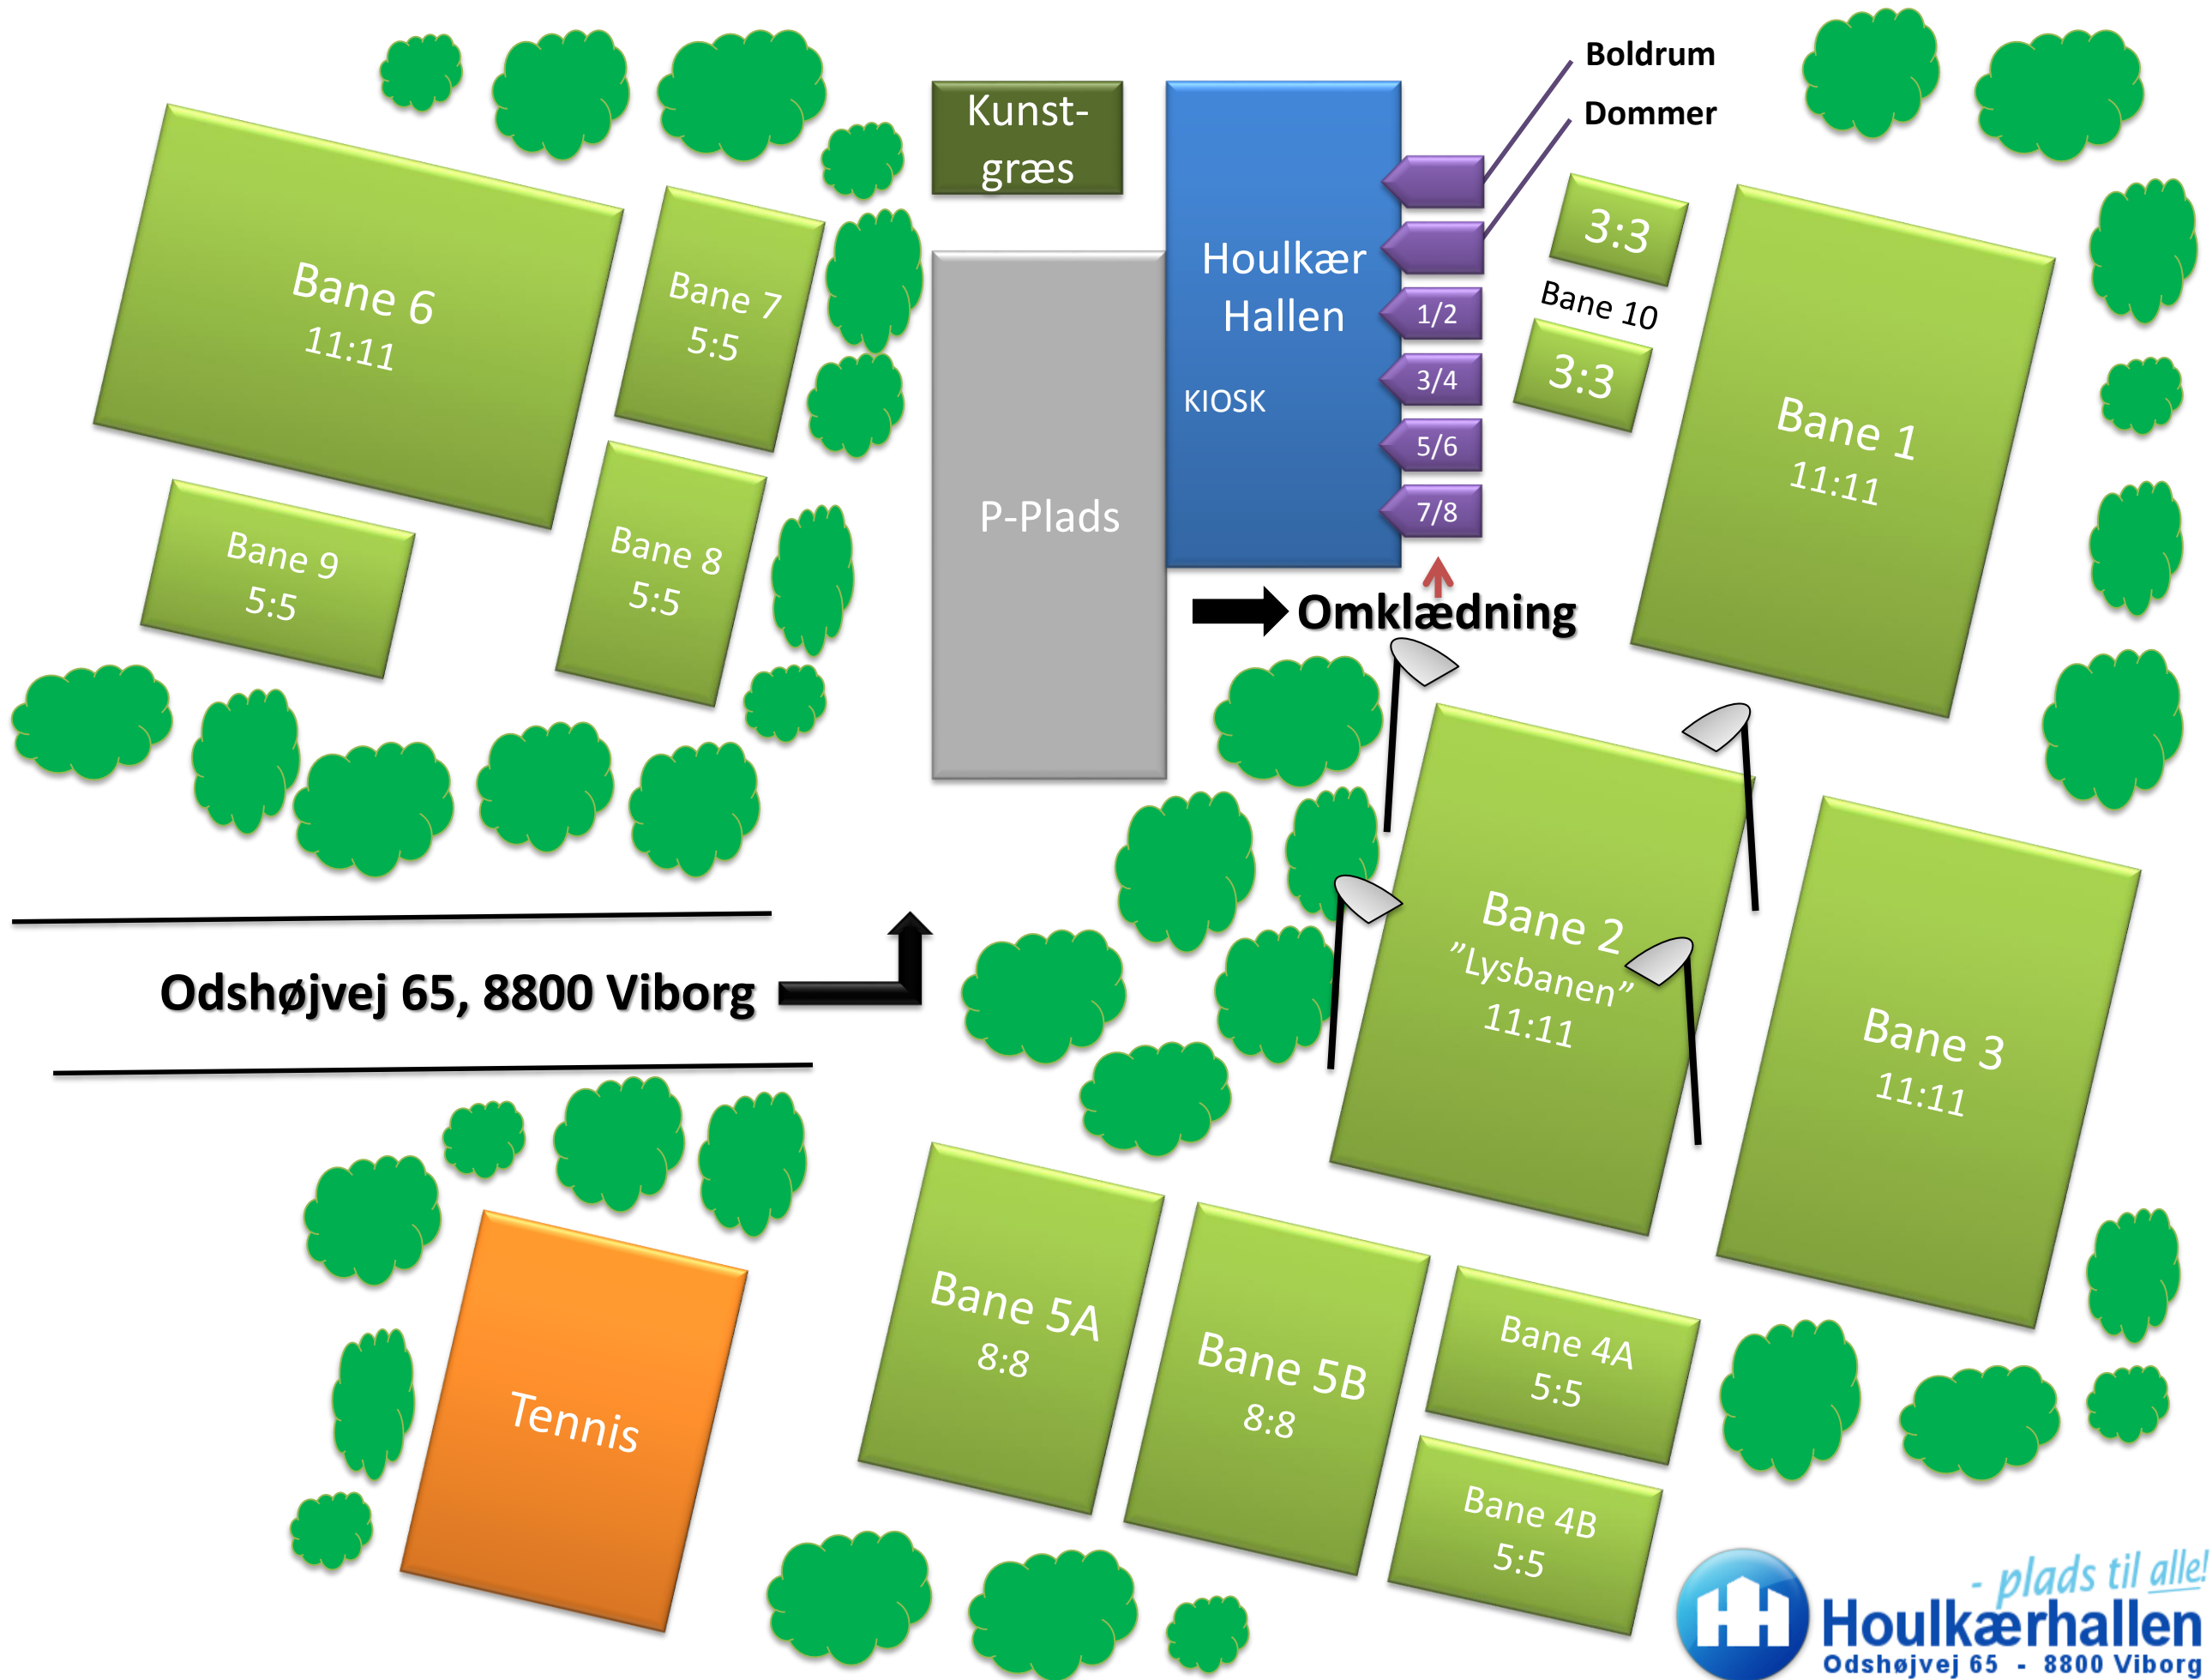 Boldrum
Dommer
Kunst-
græs
Houlkær
Hallen
KIOSK
1/2
3/4
5/6
7/8
3:3
Bane 10
3:3
Bane 1
11:11
Bane 6
11:11
Bane 7
5:5
Bane 8
5:5
Bane 9
5:5
P-Plads
Omklædning
Bane 2
”Lysbanen”
11:11
Bane 3
11:11
Odshøjvej 65, 8800 Viborg
Tennis
Bane 5A
8:8
Bane 5B
8:8
Bane 4A
5:5
Bane 4B
5:5
- plads til alle!
Houlkærhallen
Odshøjvej 65 - 8800 Viborg